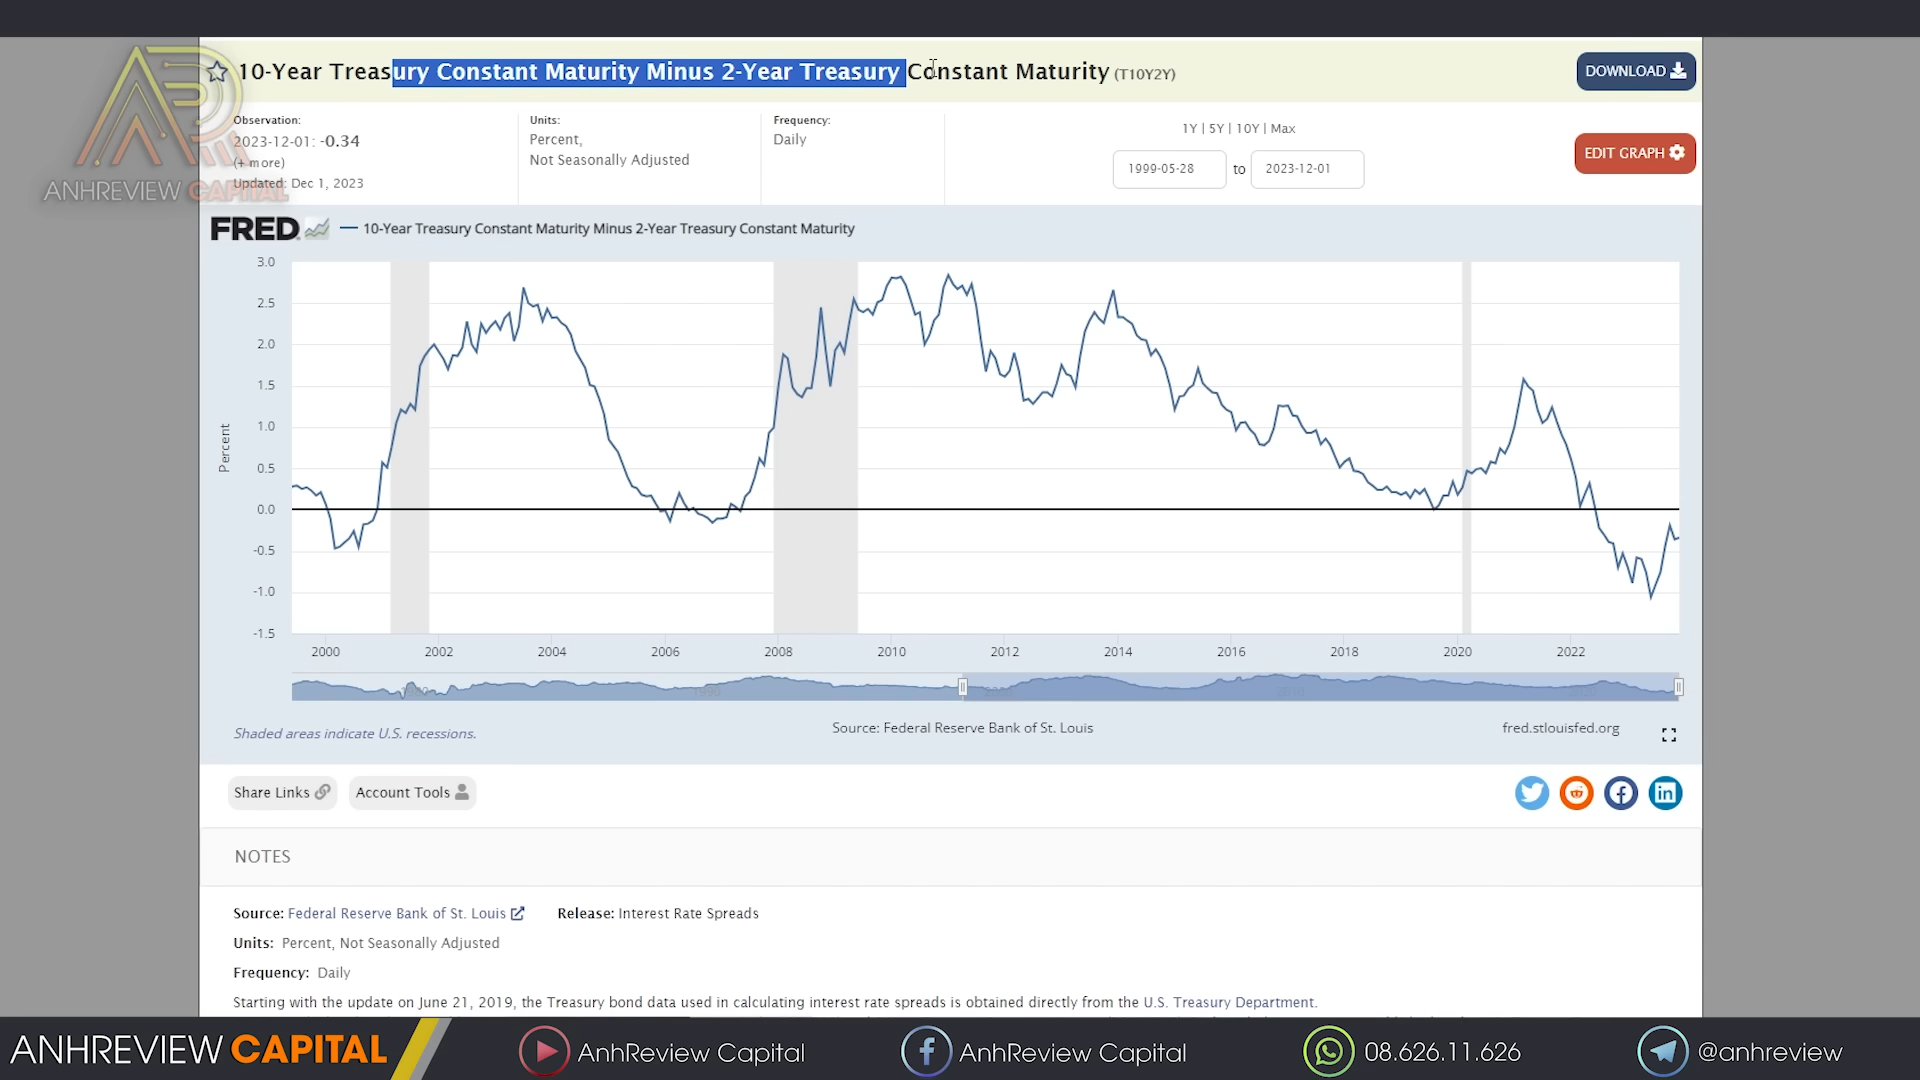 10-Year Treasury Constant Maturity Minus 2-Year Treasury Constant Maturity (T10Y2Y)
DOWNLOAD
Observation:
2023-12-01: -0.34
(+ more)
Updated: Dec 1, 2023
Units:
Percent,
Not Seasonally Adjusted
Frequency:
Daily
1Y | 5Y | 10Y | Max
1999-05-28 to 2023-12-01
EDIT GRAPH
ANHREVIEW CAPITAL
FRED
10-Year Treasury Constant Maturity Minus 2-Year Treasury Constant Maturity
Percent
3.0
2.5
2.0
1.5
1.0
0.5
0.0
-0.5
-1.0
-1.5
2000 2002 2004 2006 2008 2010 2012 2014 2016 2018 2020 2022
1990
Shaded areas indicate U.S. recessions.
Source: Federal Reserve Bank of St. Louis
fred.stlouisfed.org
Share Links
Account Tools
NOTES
Source: Federal Reserve Bank of St. Louis Release: Interest Rate Spreads
Units: Percent, Not Seasonally Adjusted
Frequency: Daily
Starting with the update on June 21, 2019, the Treasury bond data used in calculating interest rate spreads is obtained directly from the U.S. Treasury Department.
ANHREVIEW CAPITAL
AnhReview Capital
AnhReview Capital
08.626.11.626
@anhreview